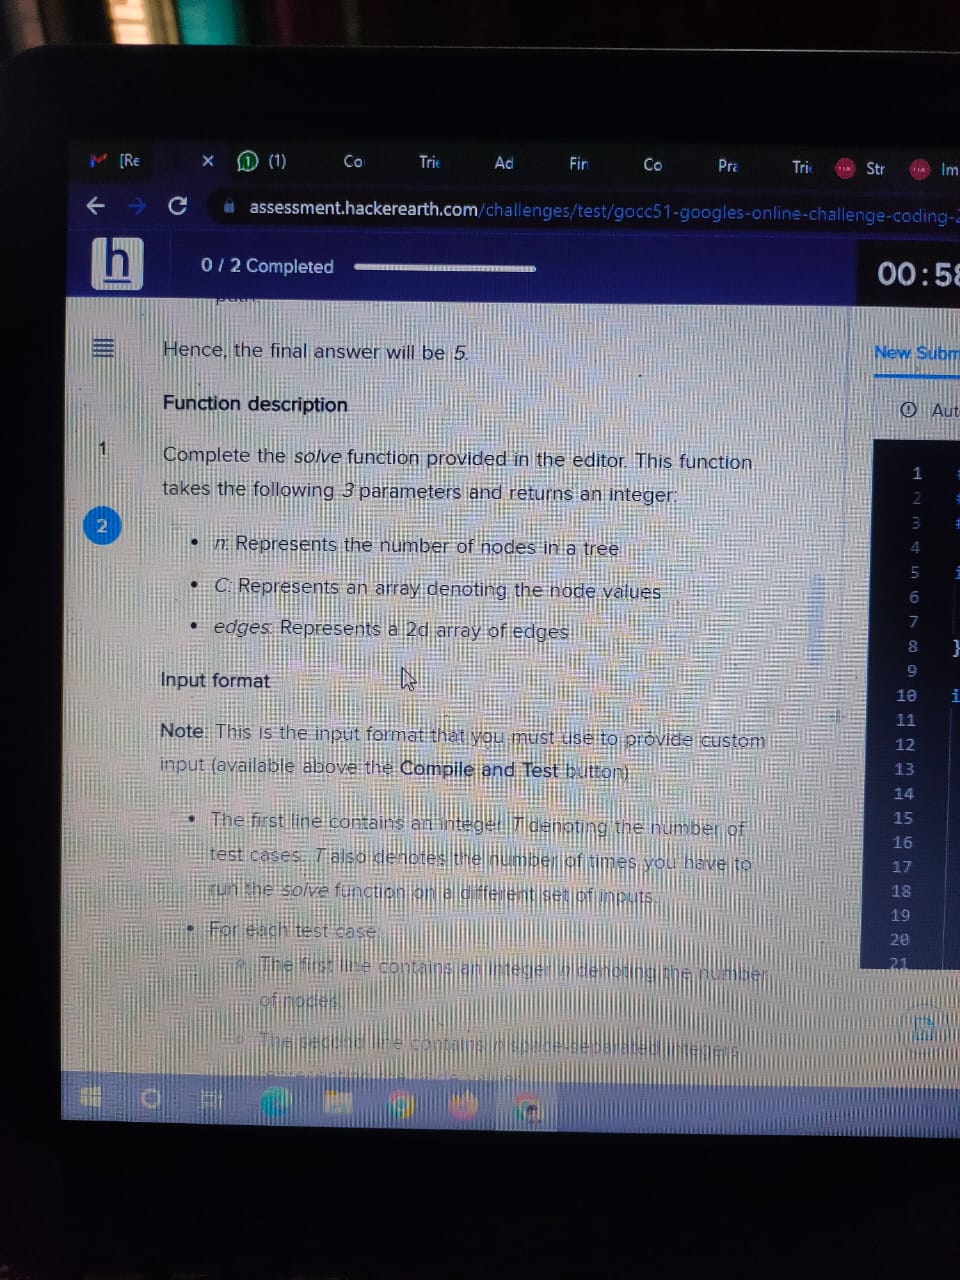 [Re
(1)
Co
Trie
Ad
Fin
Co
Pra
Tri
Str
Im
assessment.hackerearth.com/challenges/test/gocc51-googles-online-challenge-coding-
h
0 / 2 Completed
00:58
Hence, the final answer will be 5.
New Subm
Function description
Aut
1
Complete the solve function provided in the editor. This function
takes the following 3 parameters and returns an integer:
2
• n: Represents the number of nodes in a tree
• C: Represents an array denoting the node values
• edges: Represents a 2d array of edges
Input format
Note: This is the input format that you must use to provide custom
input (available above the Compile and Test button)
• The first line contains an integer T denoting the number of
test cases. T also denotes the number of times you have to
run the solve function on a different set of inputs.
• For each test case:
The first line contains an integer n denoting the number
of nodes.
The second line contains n space-separated integers
1
2
3
4
5
6
7
8 }
9
10 i
11
12
13
14
15
16
17
18
19
20
21